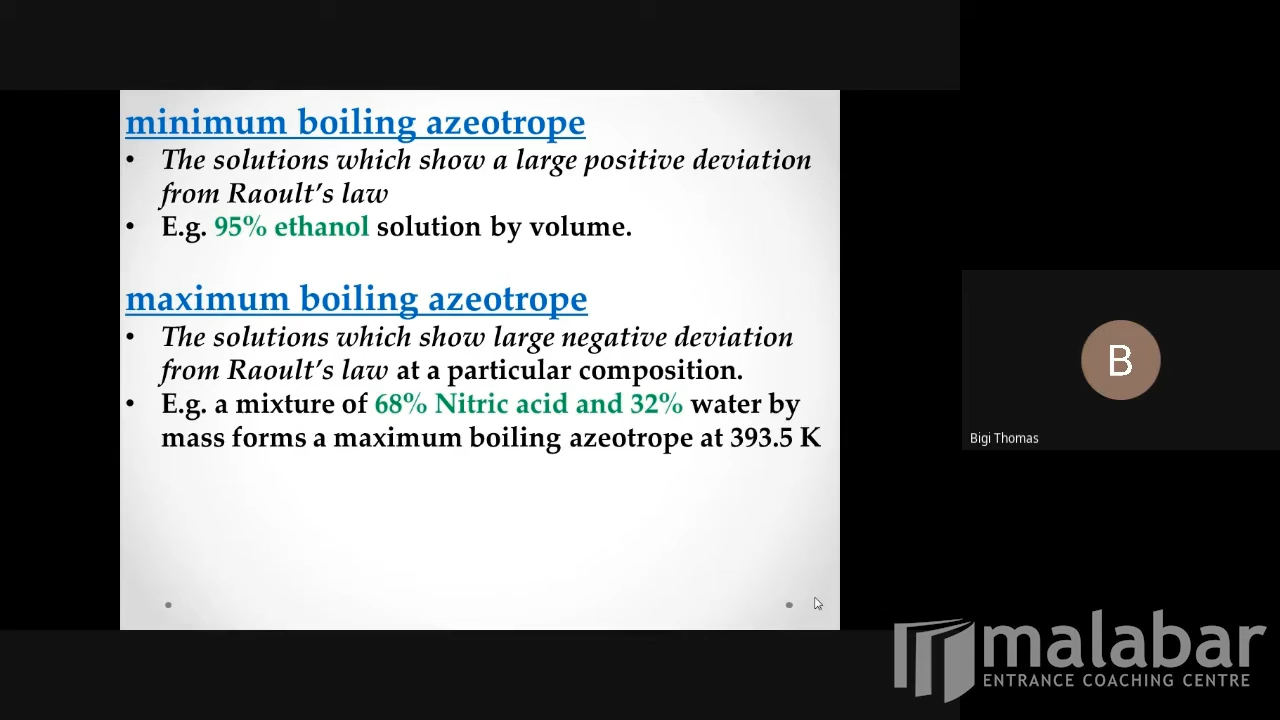 minimum boiling azeotrope
• The solutions which show a large positive deviation
from Raoult’s law
• E.g. 95% ethanol solution by volume.
maximum boiling azeotrope
• The solutions which show large negative deviation
from Raoult’s law at a particular composition.
• E.g. a mixture of 68% Nitric acid and 32% water by
mass forms a maximum boiling azeotrope at 393.5 K
B
Bigi Thomas
malabar
ENTRANCE COACHING CENTRE